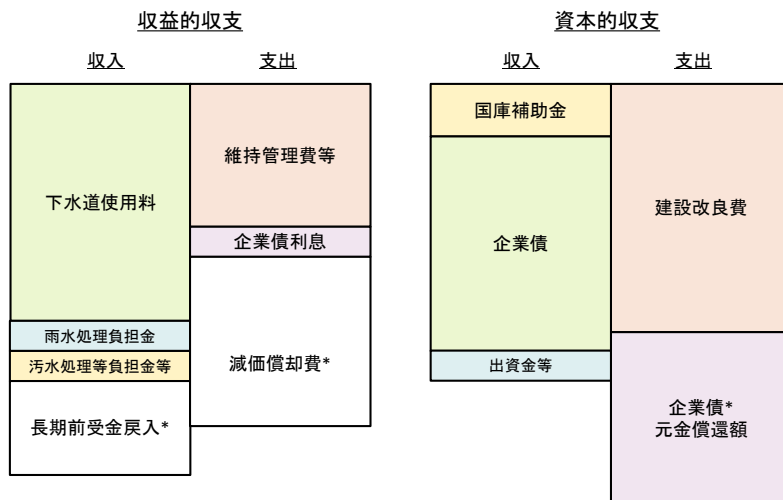 収益的収支
収入
支出
下水道使用料
雨水処理負担金
汚水処理等負担金等
長期前受金戻入*
維持管理費等
企業債利息
減価償却費*
資本的収支
収入
支出
国庫補助金
企業債
出資金等
建設改良費
企業債*
元金償還額